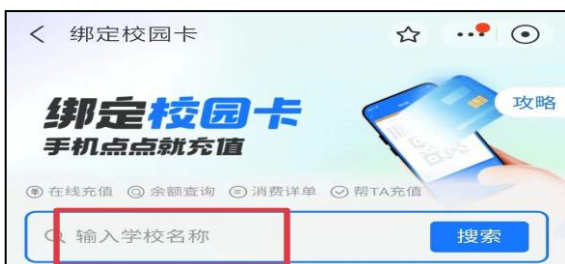 绑定校园卡
绑定校园卡
攻略
手机点点就充值
在线充值 余额查询 消费详单 帮TA充值
输入学校名称 搜索